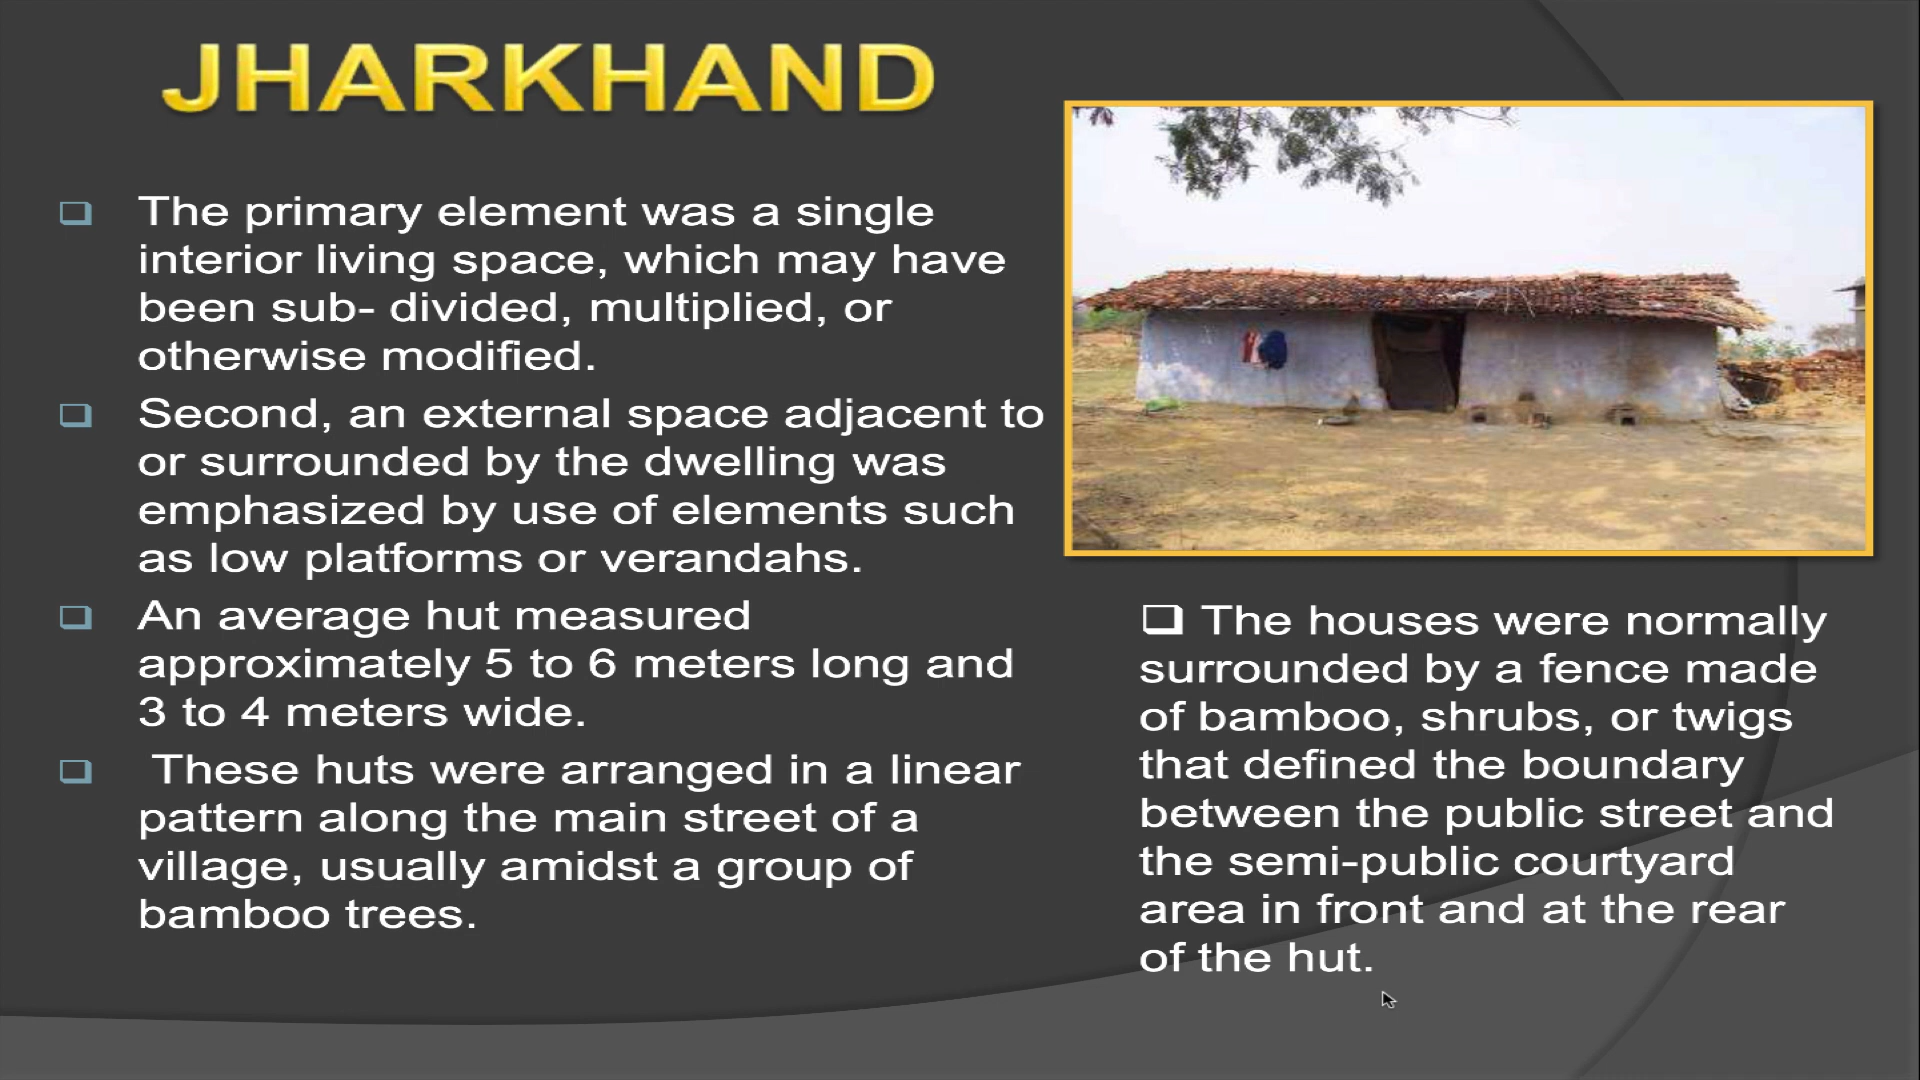 JHARKHAND
The primary element was a single
interior living space, which may have
been sub- divided, multiplied, or
otherwise modified.
Second, an external space adjacent to
or surrounded by the dwelling was
emphasized by use of elements such
as low platforms or verandahs.
An average hut measured
approximately 5 to 6 meters long and
3 to 4 meters wide.
These huts were arranged in a linear
pattern along the main street of a
village, usually amidst a group of
bamboo trees.
The houses were normally
surrounded by a fence made
of bamboo, shrubs, or twigs
that defined the boundary
between the public street and
the semi-public courtyard
area in front and at the rear
of the hut.